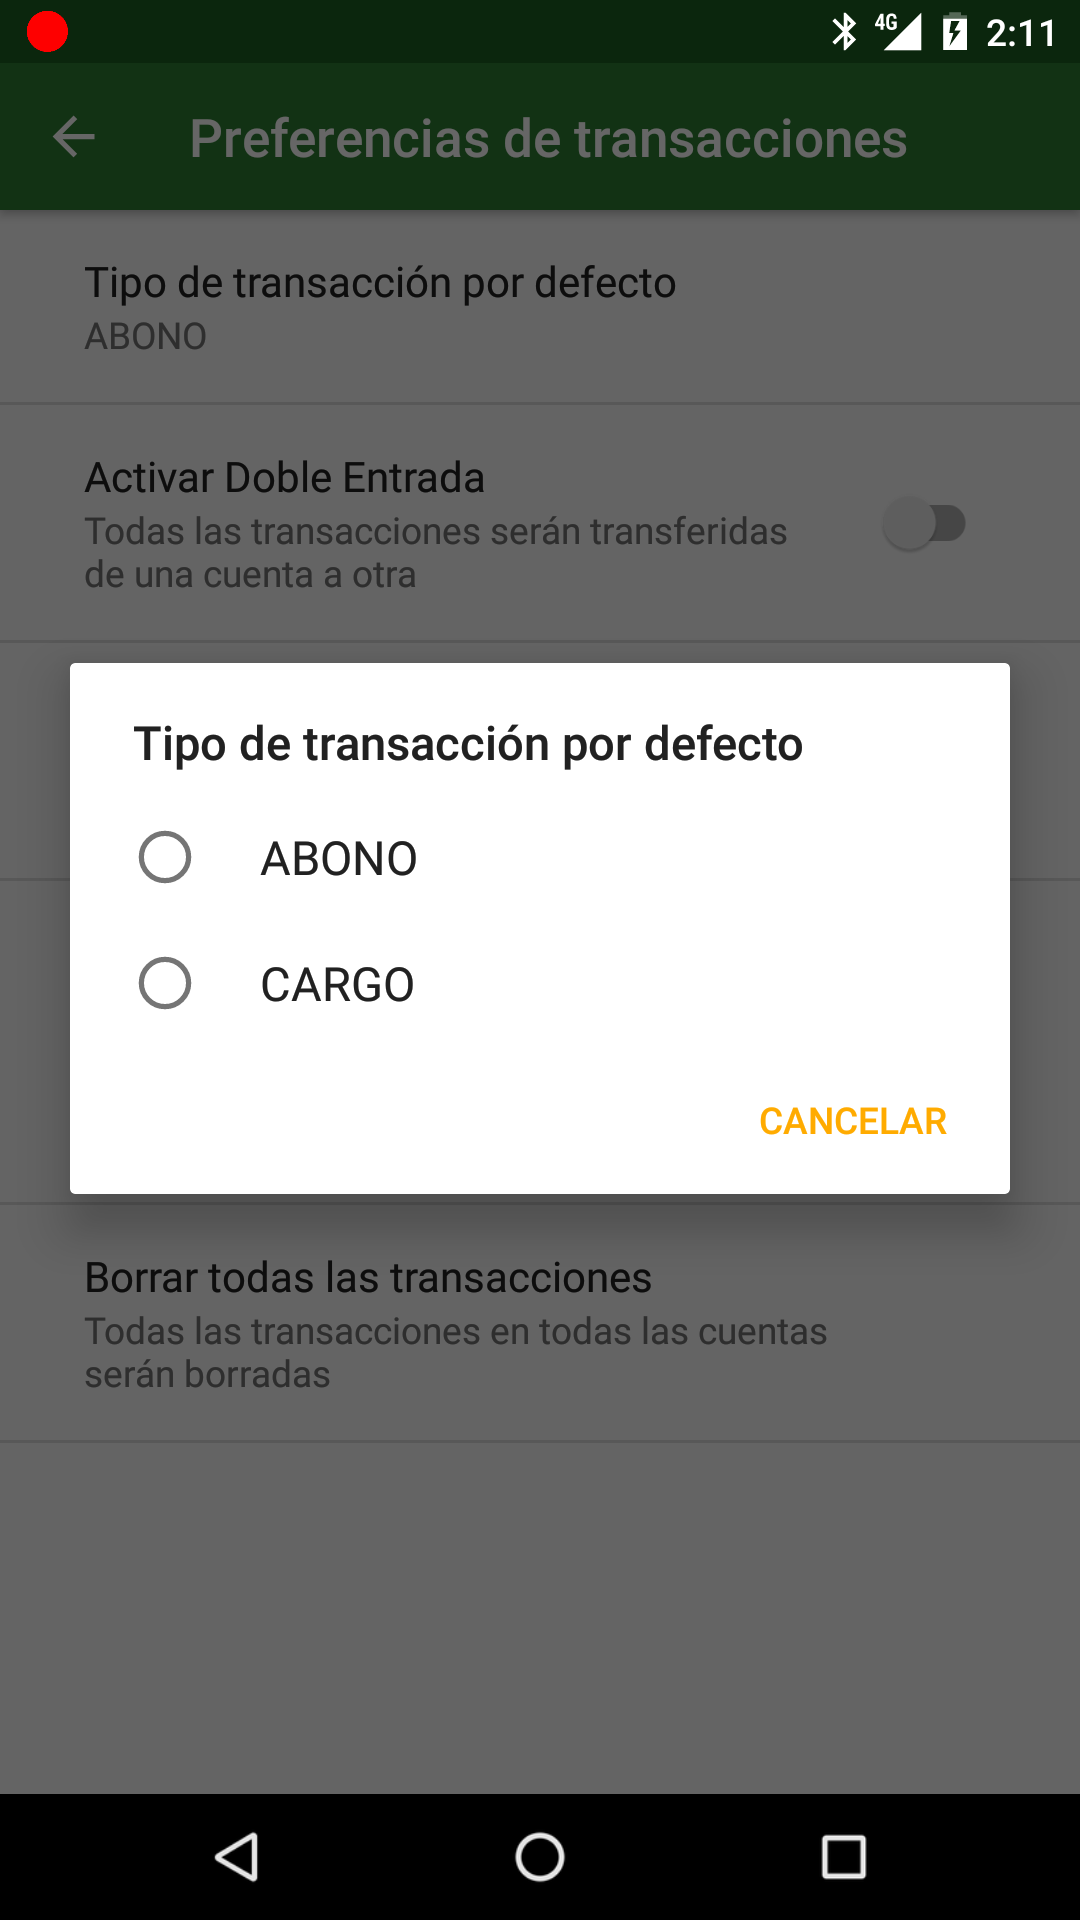 4G 2:11
Preferencias de transacciones
Tipo de transacción por defecto
ABONO
Activar Doble Entrada
Todas las transacciones serán transferidas
de una cuenta a otra
Tipo de transacción por defecto
ABONO
CARGO
CANCELAR
Borrar todas las transacciones
Todas las transacciones en todas las cuentas
serán borradas